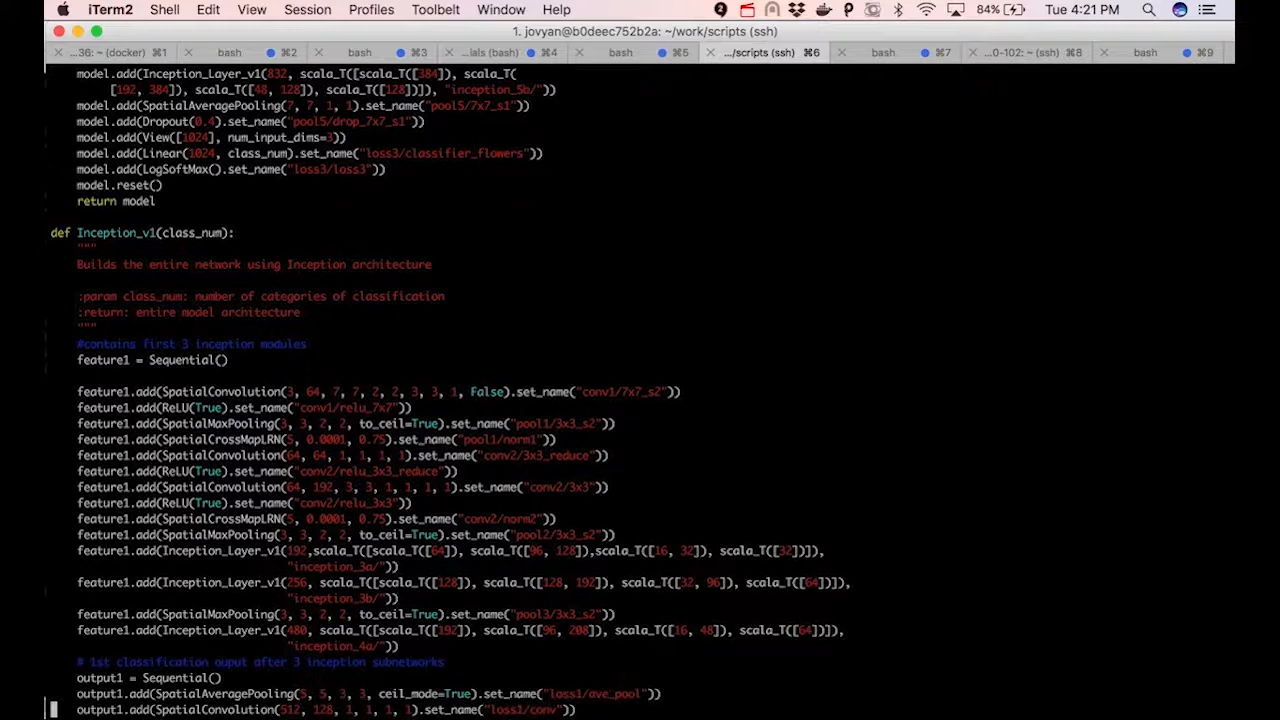 iTerm2 Shell Edit View Session Profiles Toolbelt Window Help 84% Tue 4:21 PM
1. jovyan@b0deec752b2a: ~/work/scripts (ssh)
...36: ~ (docker) ⌘1 bash ⌘2 bash ⌘3 ...lals (bash) ⌘4 bash ⌘5 .../scripts (ssh) ⌘6 bash ⌘7 ...0-102: ~ (ssh) ⌘8 bash ⌘9
model.add(Inception_Layer_v1(832, scala_T([scala_T([384]), scala_T(
[192, 384]), scala_T([48, 128]), scala_T([128])]), "inception_5b/"))
model.add(SpatialAveragePooling(7, 7, 1, 1).set_name("pool5/7x7_s1"))
model.add(Dropout(0.4).set_name("pool5/drop_7x7_s1"))
model.add(View([1024], num_input_dims=3))
model.add(Linear(1024, class_num).set_name("loss3/classifier_flowers"))
model.add(LogSoftMax().set_name("loss3/loss3"))
model.reset()
return model
def Inception_v1(class_num):
"""
Builds the entire network using Inception architecture
:param class_num: number of categories of classification
:return: entire model architecture
"""
#contains first 3 inception modules
feature1 = Sequential()
feature1.add(SpatialConvolution(3, 64, 7, 7, 2, 2, 3, 3, 1, False).set_name("conv1/7x7_s2"))
feature1.add(ReLU(True).set_name("conv1/relu_7x7"))
feature1.add(SpatialMaxPooling(3, 3, 2, 2, to_ceil=True).set_name("pool1/3x3_s2"))
feature1.add(SpatialCrossMapLRN(5, 0.0001, 0.75).set_name("pool1/norm1"))
feature1.add(SpatialConvolution(64, 64, 1, 1, 1, 1).set_name("conv2/3x3_reduce"))
feature1.add(ReLU(True).set_name("conv2/relu_3x3_reduce"))
feature1.add(SpatialConvolution(64, 192, 3, 3, 1, 1, 1, 1).set_name("conv2/3x3"))
feature1.add(ReLU(True).set_name("conv2/relu_3x3"))
feature1.add(SpatialCrossMapLRN(5, 0.0001, 0.75).set_name("conv2/norm2"))
feature1.add(SpatialMaxPooling(3, 3, 2, 2, to_ceil=True).set_name("pool2/3x3_s2"))
feature1.add(Inception_Layer_v1(192,scala_T([scala_T([64]), scala_T([96, 128]),scala_T([16, 32]), scala_T([32])]),
"inception_3a/"))
feature1.add(Inception_Layer_v1(256, scala_T([scala_T([128]), scala_T([128, 192]), scala_T([32, 96]), scala_T([64])]),
"inception_3b/"))
feature1.add(SpatialMaxPooling(3, 3, 2, 2, to_ceil=True).set_name("pool3/3x3_s2"))
feature1.add(Inception_Layer_v1(480, scala_T([scala_T([192]), scala_T([96, 208]), scala_T([16, 48]), scala_T([64])]),
"inception_4a/"))
# 1st classification ouput after 3 inception subnetworks
output1 = Sequential()
output1.add(SpatialAveragePooling(5, 5, 3, 3, ceil_mode=True).set_name("loss1/ave_pool"))
output1.add(SpatialConvolution(512, 128, 1, 1, 1, 1).set_name("loss1/conv"))